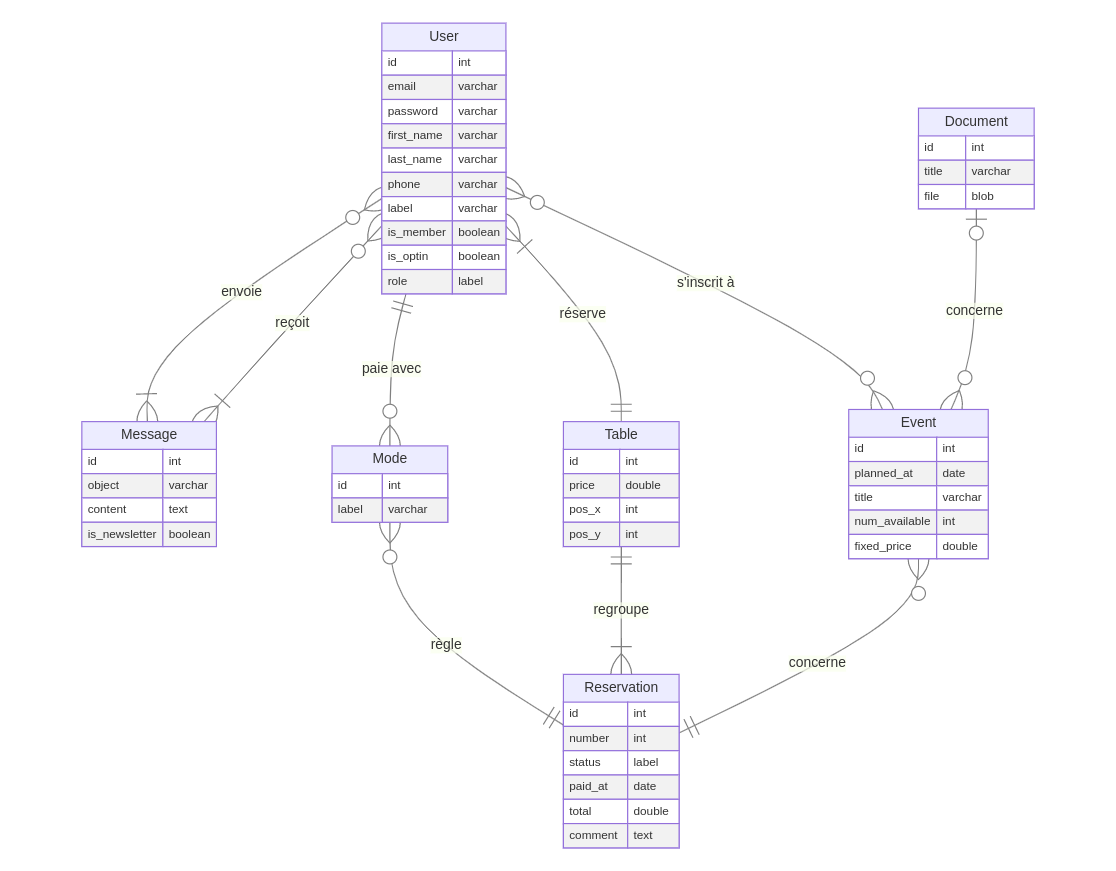 User
id int
email varchar
password varchar
first_name varchar
last_name varchar
phone varchar
label varchar
is_member boolean
is_optin boolean
role label
Document
id int
title varchar
file blob
envoie
reçoit
paie avec
réserve
s'inscrit à
concerne
Message
id int
object varchar
content text
is_newsletter boolean
Mode
id int
label varchar
Table
id int
price double
pos_x int
pos_y int
Event
id int
planned_at date
title varchar
num_available int
fixed_price double
règle
regroupe
concerne
Reservation
id int
number int
status label
paid_at date
total double
comment text